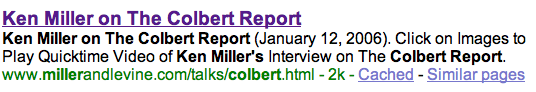 Ken Miller on The Colbert Report
Ken Miller on The Colbert Report (January 12, 2006). Click on Images to
Play Quicktime Video of Ken Miller's Interview on The Colbert Report.
www.millerandlevine.com/talks/colbert.html - 2k - Cached - Similar pages